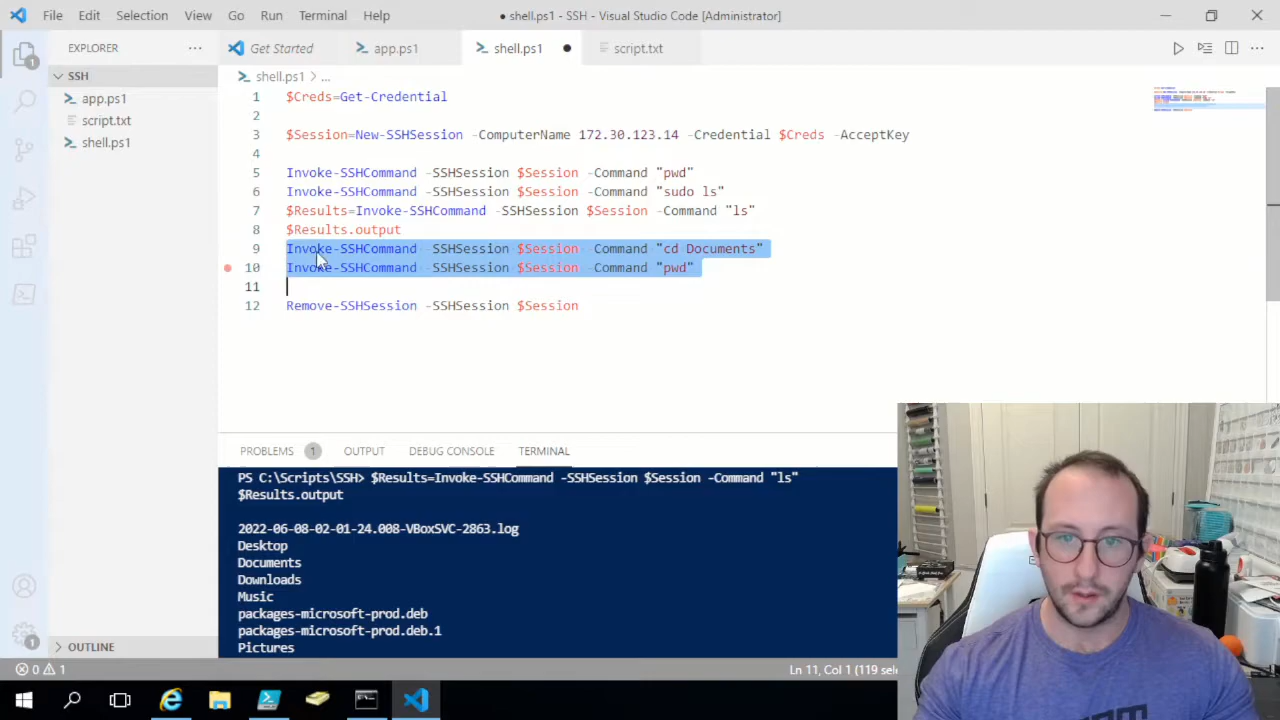 File Edit Selection View Go Run Terminal Help
● shell.ps1 - SSH - Visual Studio Code [Administrator]
EXPLORER ···
Get Started app.ps1 shell.ps1 ● script.txt
SSH
app.ps1
script.txt
shell.ps1
shell.ps1 > ...
1 $Creds=Get-Credential
2
3 $Session=New-SSHSession -ComputerName 172.30.123.14 -Credential $Creds -AcceptKey
4
5 Invoke-SSHCommand -SSHSession $Session -Command "pwd"
6 Invoke-SSHCommand -SSHSession $Session -Command "sudo ls"
7 $Results=Invoke-SSHCommand -SSHSession $Session -Command "ls"
8 $Results.output
9 Invoke-SSHCommand -SSHSession $Session -Command "cd Documents"
10 Invoke-SSHCommand -SSHSession $Session -Command "pwd"
11
12 Remove-SSHSession -SSHSession $Session
PROBLEMS 1 OUTPUT DEBUG CONSOLE TERMINAL
PS C:\Scripts\SSH> $Results=Invoke-SSHCommand -SSHSession $Session -Command "ls"
$Results.output
2022-06-08-02-01-24.008-VBoxSVC-2863.log
Desktop
Documents
Downloads
Music
packages-microsoft-prod.deb
packages-microsoft-prod.deb.1
Pictures
OUTLINE
0 1
Ln 11, Col 1 (119 sele